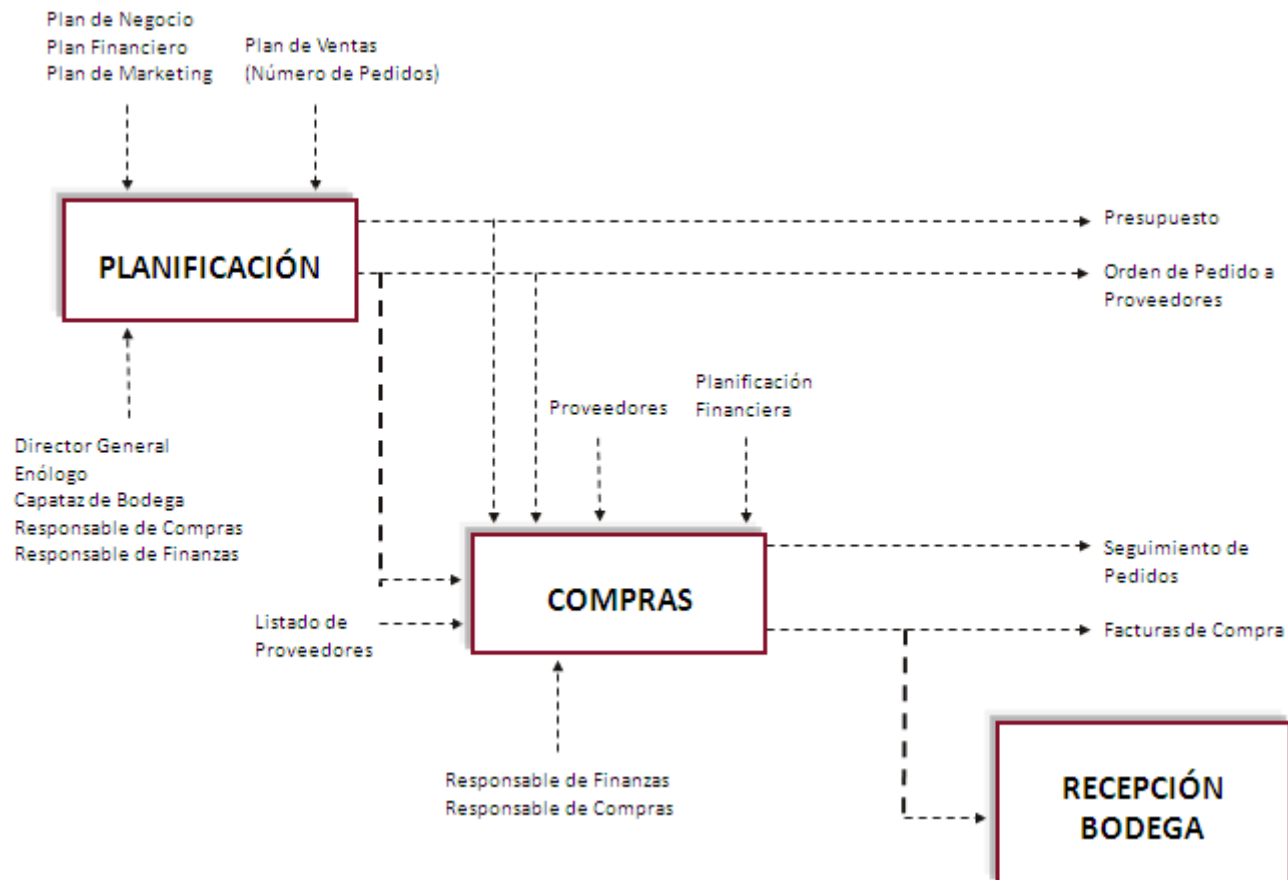 Plan de Negocio
Plan Financiero
Plan de Marketing
Plan de Ventas
(Número de Pedidos)
PLANIFICACIÓN
Presupuesto
Orden de Pedido a
Proveedores
Director General
Enólogo
Capataz de Bodega
Responsable de Compras
Responsable de Finanzas
Proveedores
Planificación
Financiera
COMPRAS
Listado de
Proveedores
Seguimiento de
Pedidos
Facturas de Compra
Responsable de Finanzas
Responsable de Compras
RECEPCIÓN
BODEGA